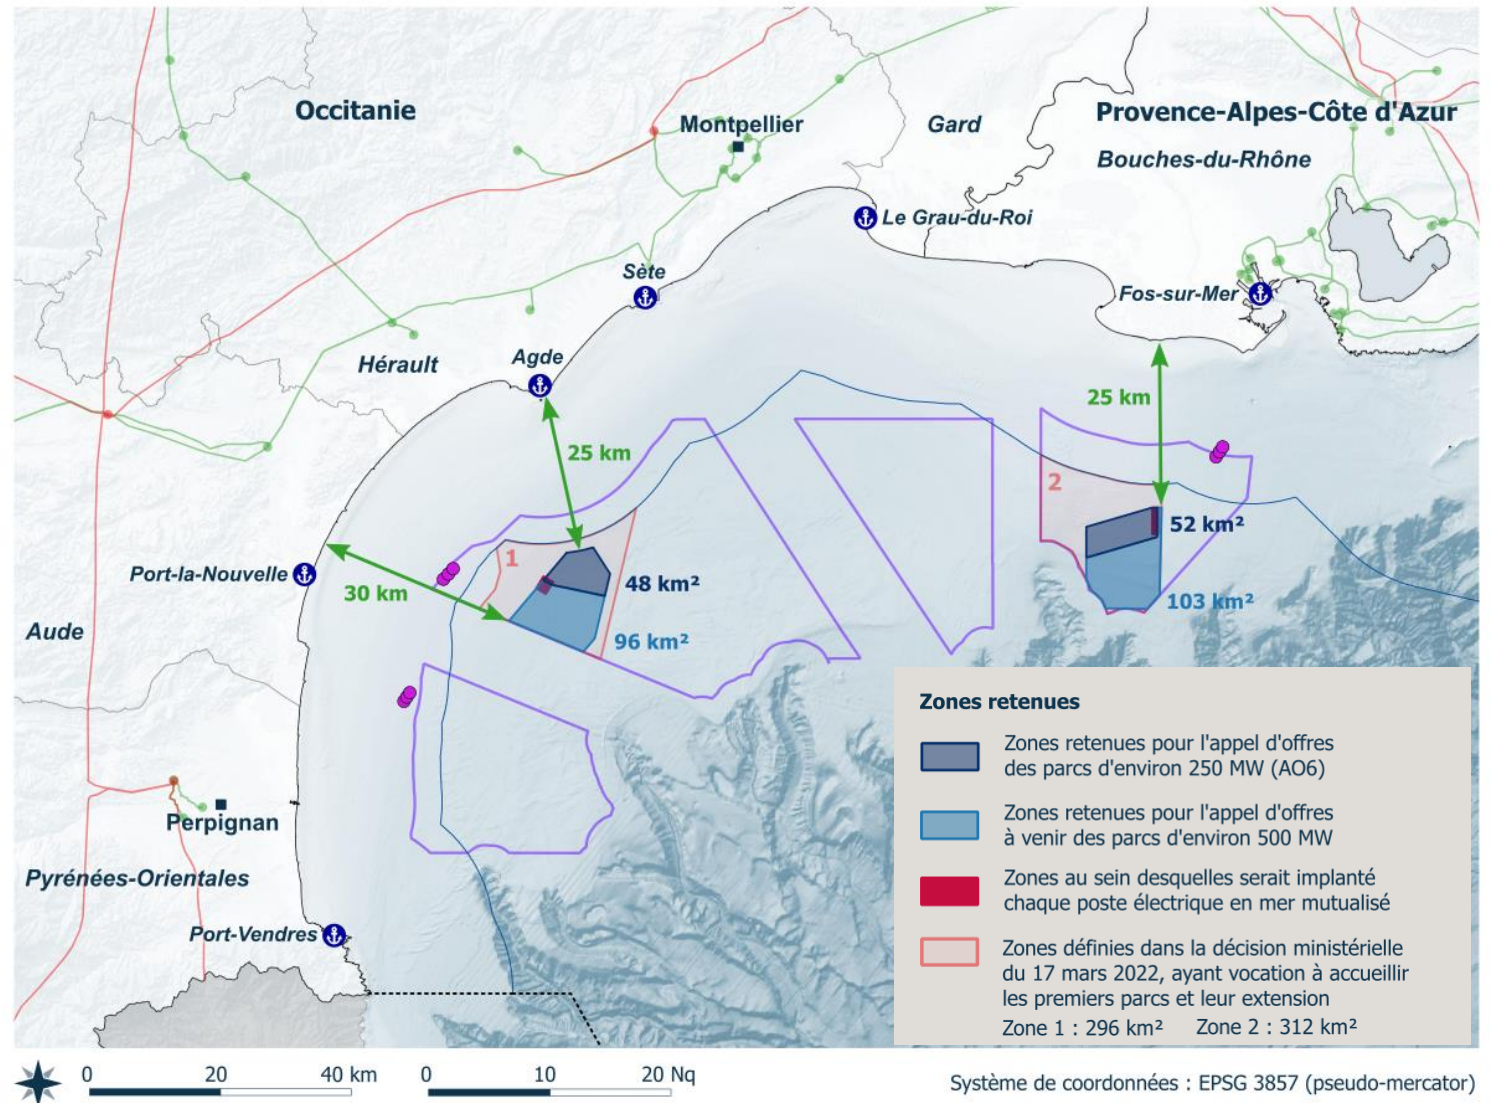 Occitanie
Montpellier
Gard
Provence-Alpes-Côte d'Azur
Bouches-du-Rhône
Le Grau-du-Roi
Sète
Fos-sur-Mer
Hérault
Agde
25 km
25 km
2
1
52 km²
Port-la-Nouvelle
30 km
48 km²
103 km²
Aude
96 km²
Perpignan
Pyrénées-Orientales
Port-Vendres
Zones retenues
Zones retenues pour l'appel d'offres
des parcs d'environ 250 MW (AO6)
Zones retenues pour l'appel d'offres
à venir des parcs d'environ 500 MW
Zones au sein desquelles serait implanté
chaque poste électrique en mer mutualisé
Zones définies dans la décision ministérielle
du 17 mars 2022, ayant vocation à accueillir
les premiers parcs et leur extension
Zone 1 : 296 km² Zone 2 : 312 km²
0 20 40 km
0 10 20 Nq
Système de coordonnées : EPSG 3857 (pseudo-mercator)